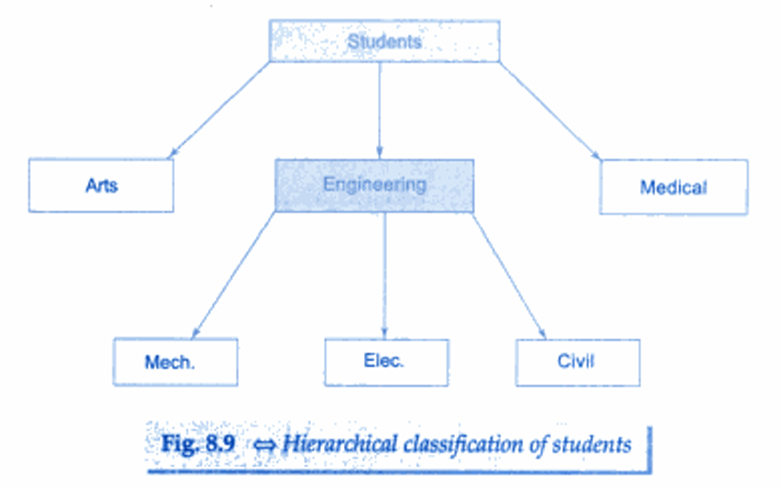 Students
Arts
Engineering
Medical
Mech.
Elec.
Civil
Fig. 8.9 ⇔ Hierarchical classification of students